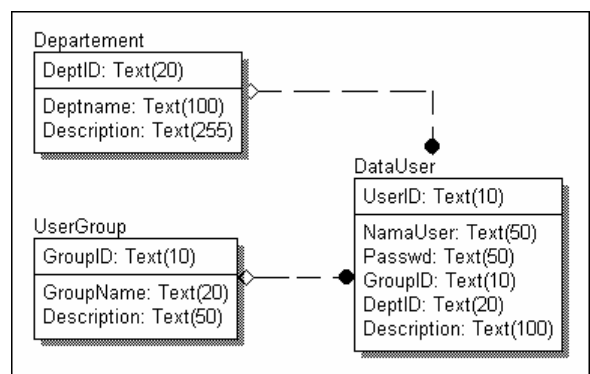 Departement
DeptID: Text(20)
Deptname: Text(100)
Description: Text(255)
UserGroup
GroupID: Text(10)
GroupName: Text(20)
Description: Text(50)
DataUser
UserID: Text(10)
NamaUser: Text(50)
Passwd: Text(50)
GroupID: Text(10)
DeptID: Text(20)
Description: Text(100)